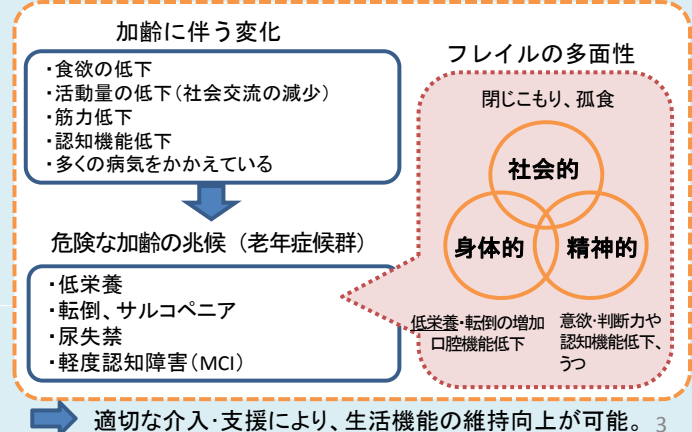 加齢に伴う変化
・食欲の低下
・活動量の低下（社会交流の減少）
・筋力低下
・認知機能低下
・多くの病気をかかえている
危険な加齢の兆候（老年症候群）
・低栄養
・転倒、サルコペニア
・尿失禁
・軽度認知障害（MCI）
フレイルの多面性
閉じこもり、孤食
社会的
身体的
精神的
低栄養・転倒の増加
口腔機能低下
意欲・判断力や
認知機能低下、
うつ
適切な介入・支援により、生活機能の維持向上が可能。
3